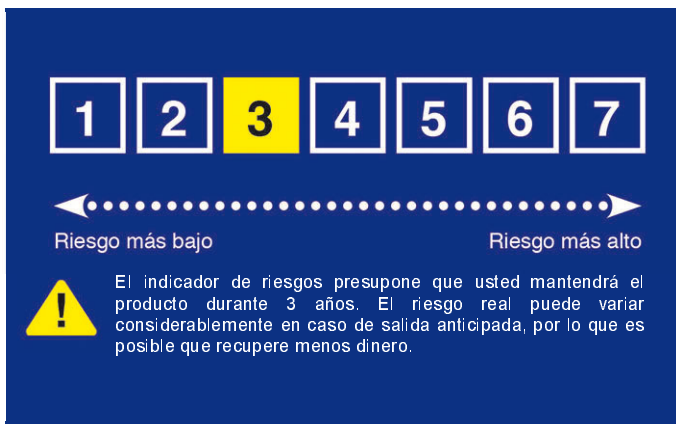 1 2 3 4 5 6 7
Riesgo más bajo Riesgo más alto
! El indicador de riesgos presupone que usted mantendrá el
producto durante 3 años. El riesgo real puede variar
considerablemente en caso de salida anticipada, por lo que es
posible que recupere menos dinero.